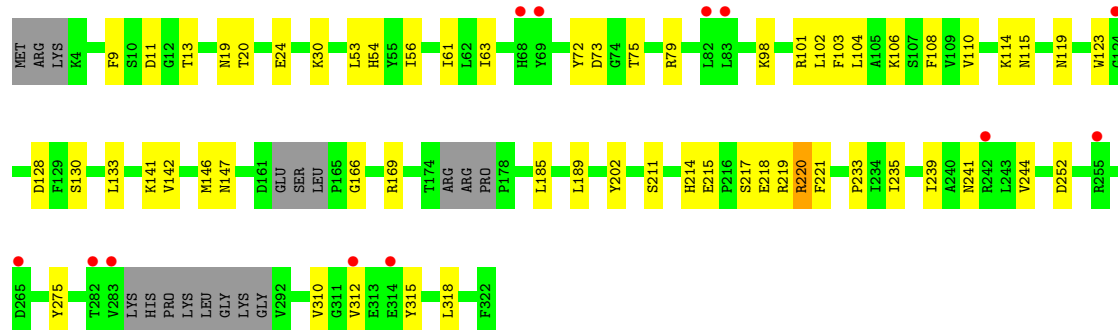 MET ARG LYS K4 F9 S10 D11 G12 T13 N19 T20 E24 K30 L53 H54 Y55 I56 I61 L62 I63 H68 Y69 Y72 D73 G74 T75 R79 L82 L83 K98 R101 L102 F103 L104 A105 K106 S107 F108 V109 V110 K114 N115 N119 W123 G124
D128 F129 S130 L133 K141 V142 M146 N147 D161 GLU SER LEU P165 G166 R169 T174 ARG ARG PRO P178 L185 L189 Y202 S211 H214 E215 P216 S217 E218 R219 R220 F221 P233 I234 I235 I239 A240 N241 R242 L243 V244 D252 R255
D265 Y275 T282 V283 LYS HIS PRO LYS LEU GLY LYS GLY V292 V310 G311 V312 E313 E314 Y315 L318 F322